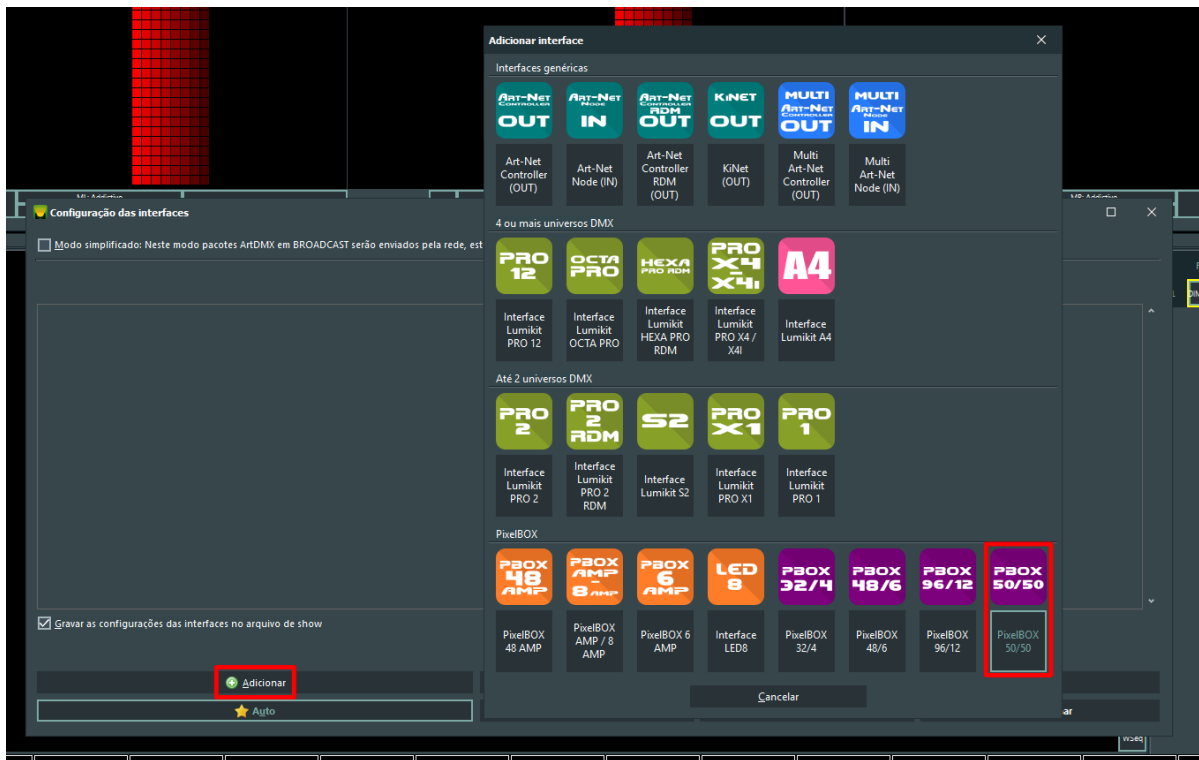 Adicionar interface
Interfaces genéricas
ART-NET
CONTROLLER
OUT
ART-NET
NODE
IN
ART-NET
CONTROLLER
RDM
OUT
KINET
OUT
MULTI
ART-NET
CONTROLLER
OUT
MULTI
ART-NET
NODE
IN
Art-Net
Controller
(OUT)
Art-Net
Node (IN)
Art-Net
Controller
RDM
(OUT)
KiNet
(OUT)
Multi
Art-Net
Controller
(OUT)
Multi
Art-Net
Node (IN)
Configuração das interfaces
Modo simplificado: Neste modo pacotes ArtDMX em BROADCAST serão enviados pela rede, est
4 ou mais universos DMX
PRO
12
OCTA
PRO
HEXA
PRO RDM
PRO
X4
-
X4i
A4
Interface
Lumikit
PRO 12
Interface
Lumikit
OCTA PRO
Interface
Lumikit
HEXA PRO
RDM
Interface
Lumikit
PRO X4 /
X4I
Interface
Lumikit A4
Até 2 universos DMX
PRO
2
PRO
2
RDM
S2
PRO
X1
PRO
1
Interface
Lumikit
PRO 2
Interface
Lumikit
PRO 2
RDM
Interface
Lumikit S2
Interface
Lumikit
PRO X1
Interface
Lumikit
PRO 1
PixelBOX
PBOX
48
AMP
PBOX
AMP
-
8 AMP
PBOX
6
AMP
LED
8
PBOX
32/4
PBOX
48/6
PBOX
96/12
PBOX
50/50
PixelBOX
48 AMP
PixelBOX
AMP / 8
AMP
PixelBOX 6
AMP
Interface
LED8
PixelBOX
32/4
PixelBOX
48/6
PixelBOX
96/12
PixelBOX
50/50
Gravar as configurações das interfaces no arquivo de show
Adicionar
Cancelar
Auto
ar
WSeq